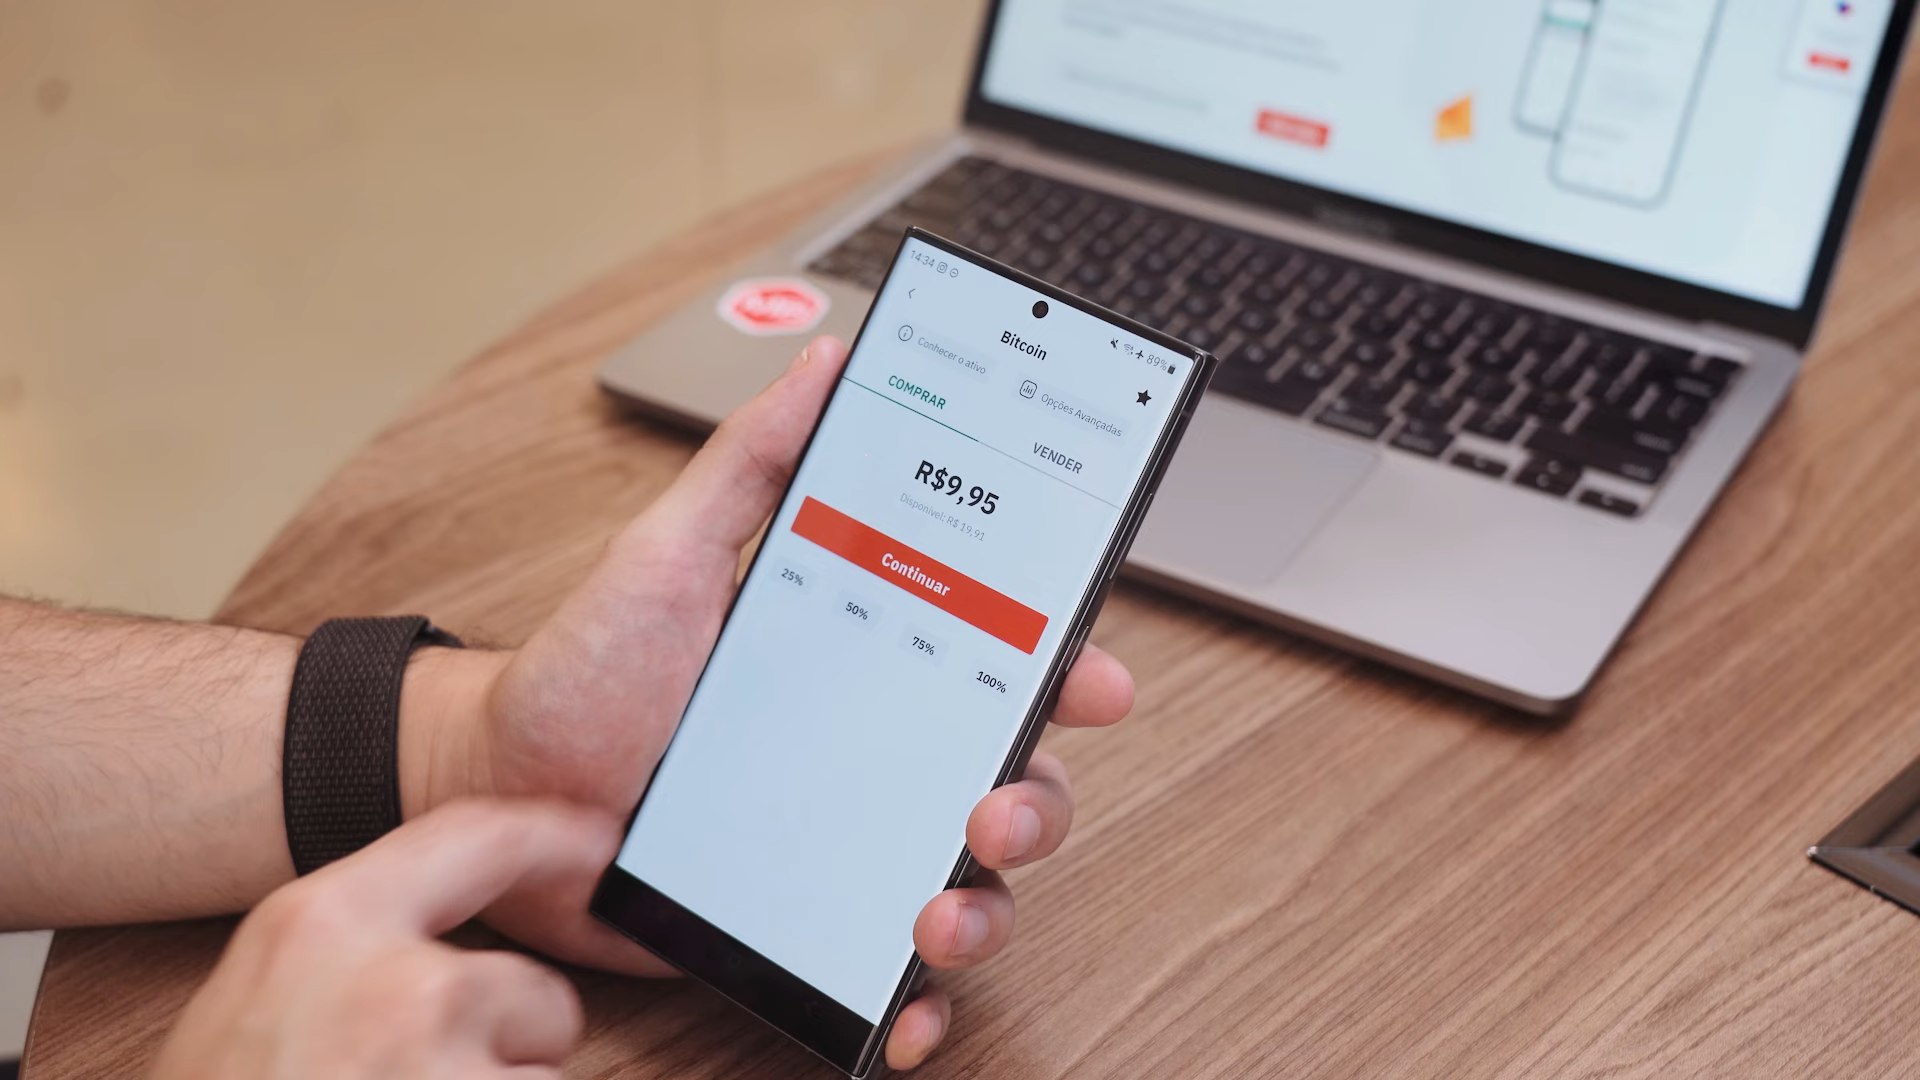 14:34
89%
Bitcoin
Conhecer o ativo
Opções Avançadas
COMPRAR
VENDER
R$9,95
Disponível: R$ 19,91
Continuar
25%
50%
75%
100%